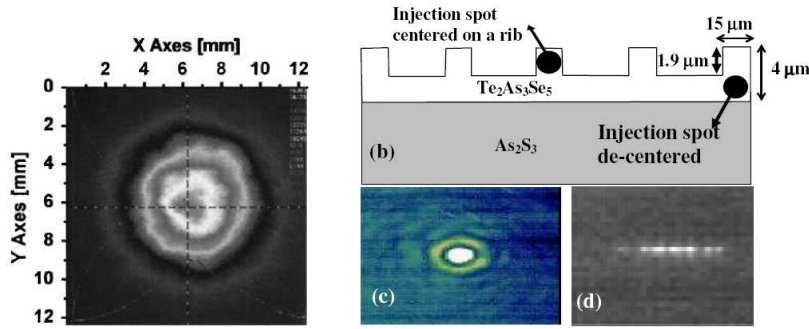 X Axes [mm]
2 4 6 8 10 12
0
2
4
6
8
10
12
Y Axes [mm]
Injection spot
centered on a rib
15 μm
1.9 μm
4 μm
Te₂As₃Se₅
Injection spot
de-centered
As₂S₃
(b)
(c)
(d)